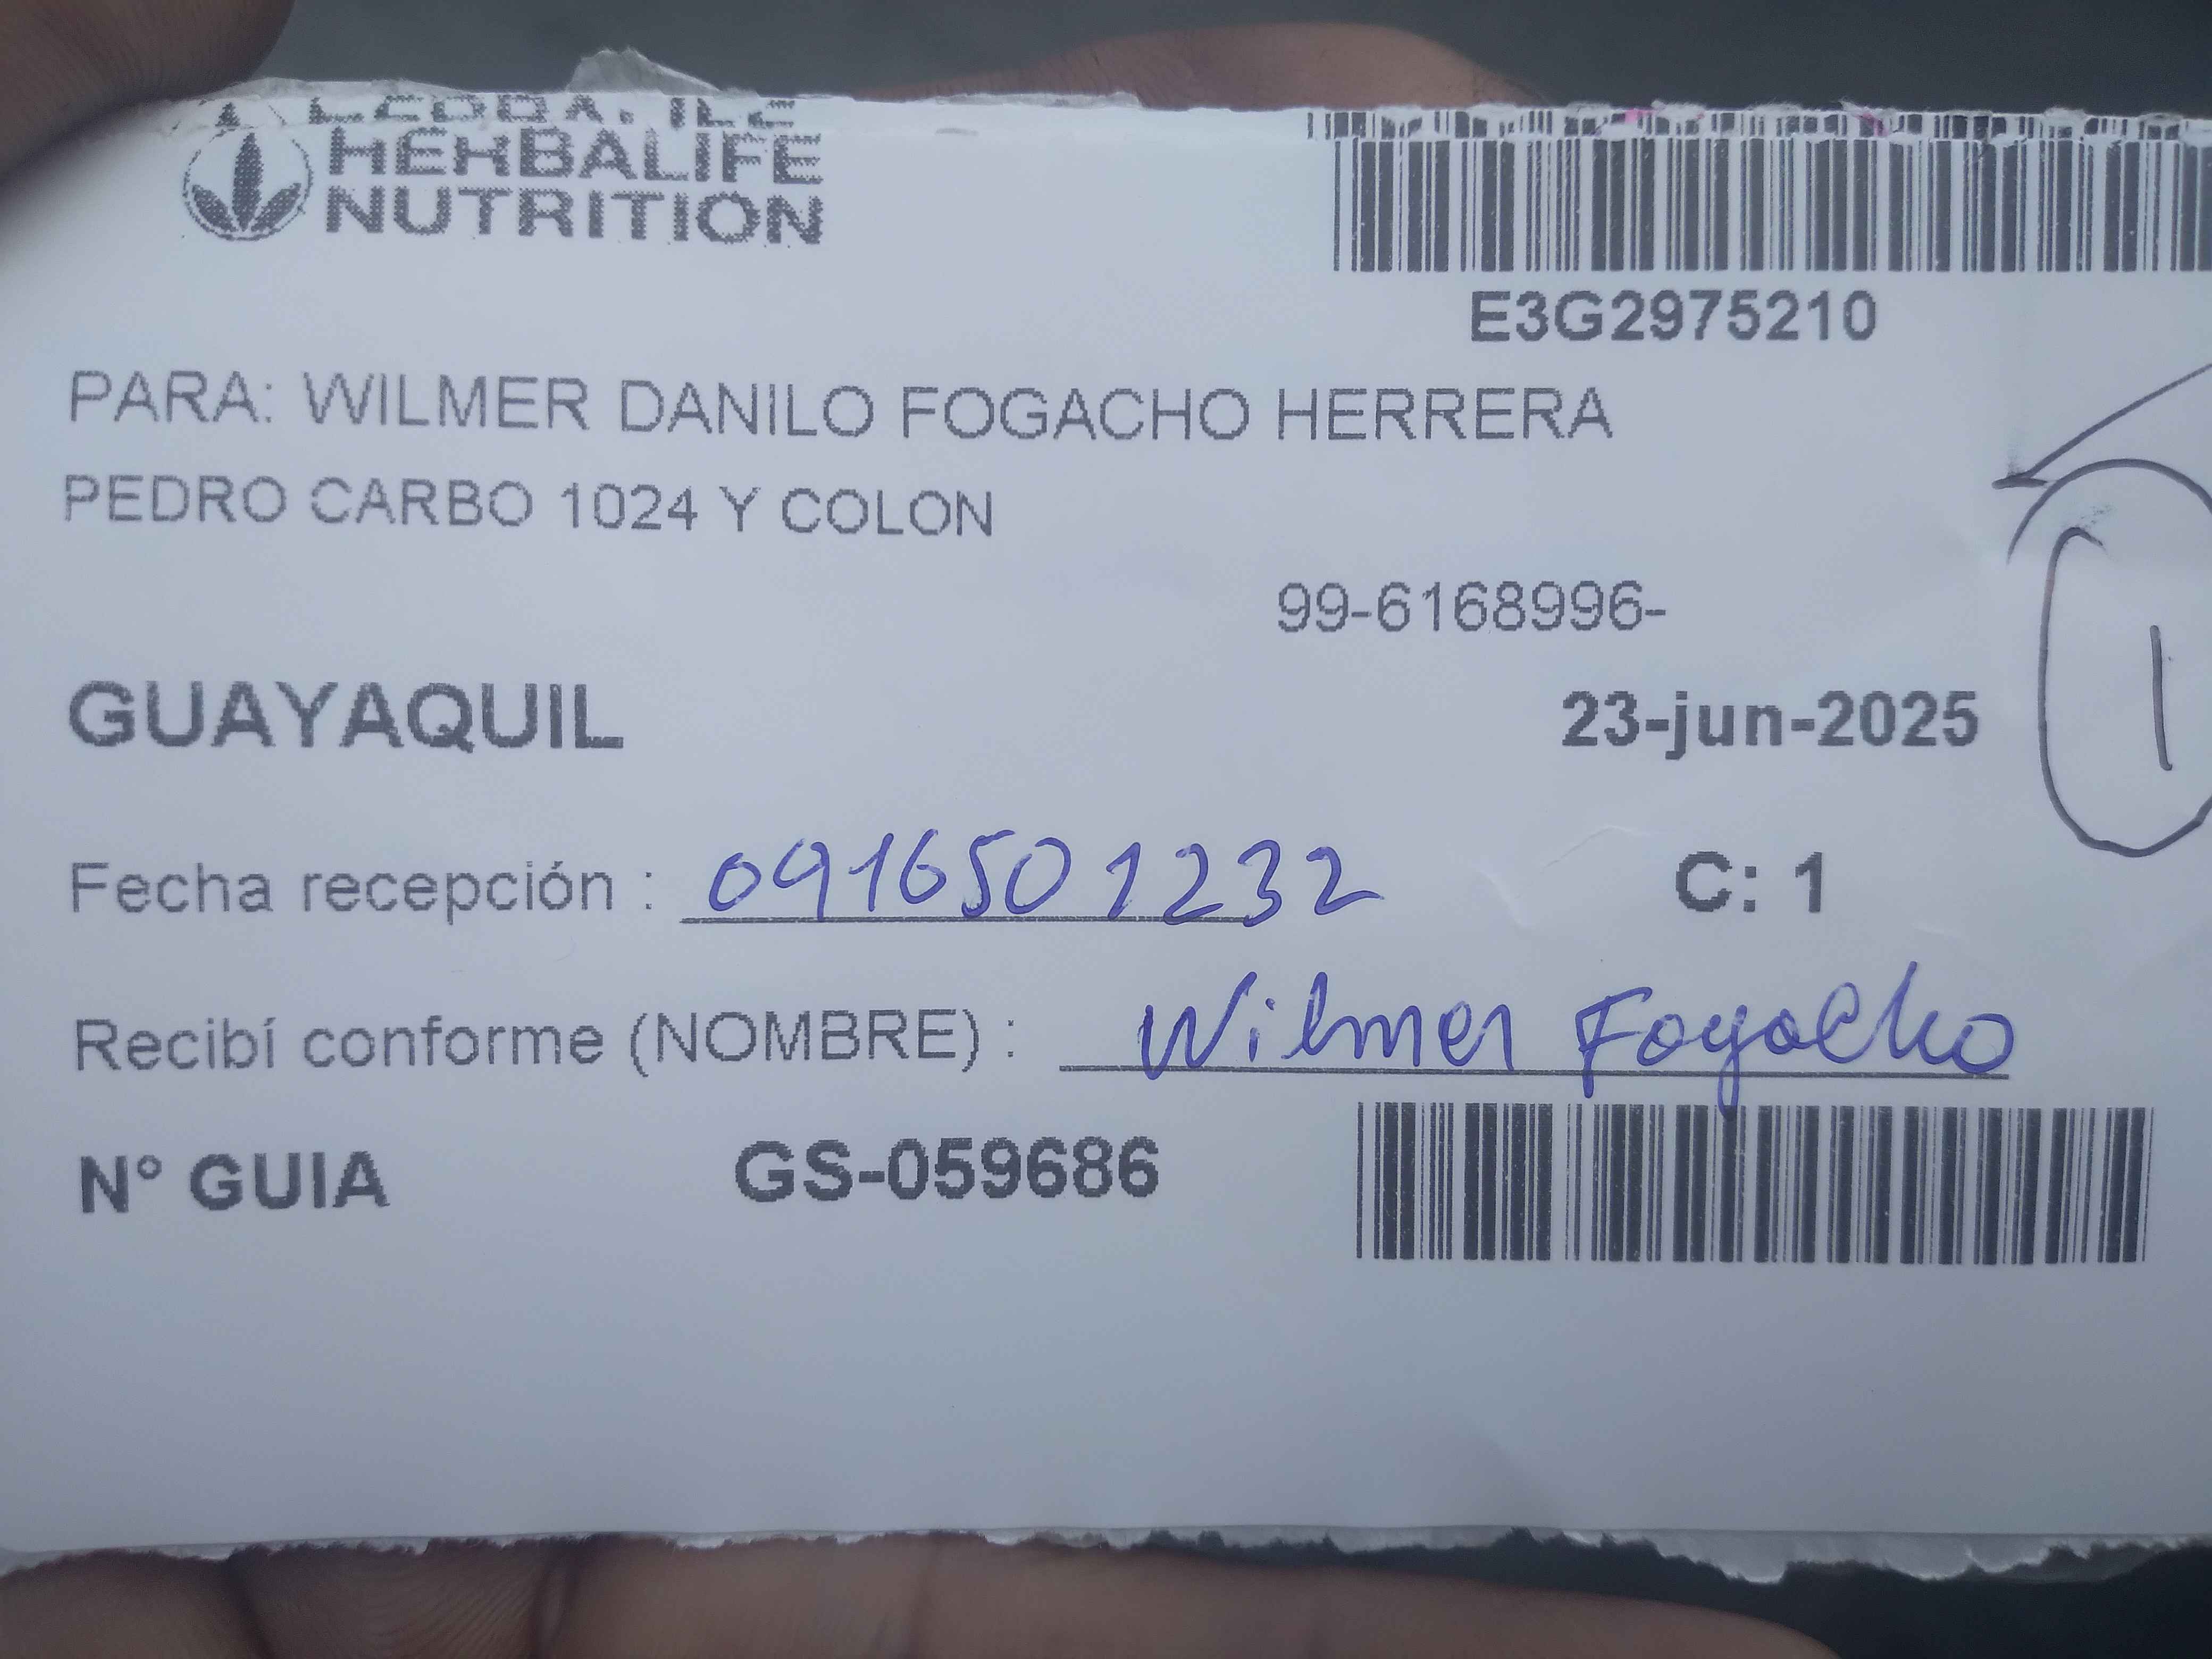 HERBALIFE
NUTRITION
E3G2975210
PARA: WILMER DANILO FOGACHO HERRERA
PEDRO CARBO 1024 Y COLON
99-6168996-
GUAYAQUIL
23-jun-2025
1
Fecha recepción : 0916501232
C: 1
Recibí conforme (NOMBRE) : Wilmer Fogacho
N° GUIA GS-059686